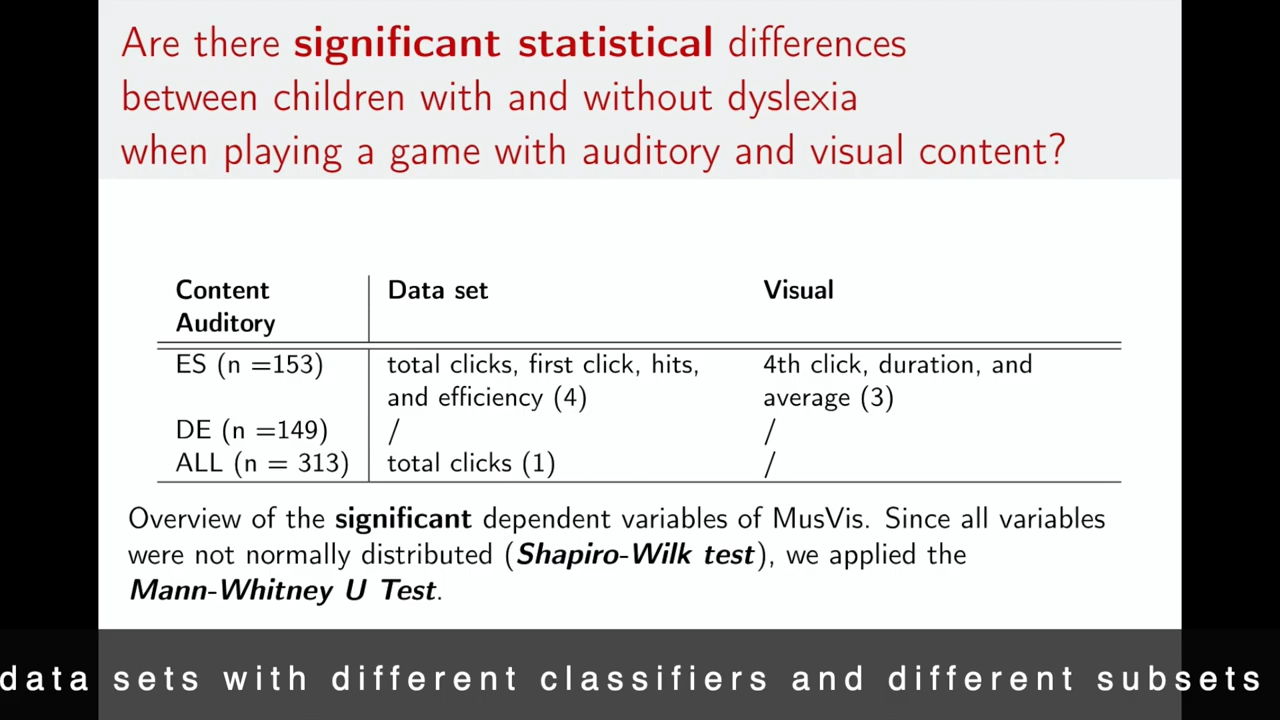 Are there significant statistical differences
between children with and without dyslexia
when playing a game with auditory and visual content?
Content Data set Visual
Auditory
ES (n =153) total clicks, first click, hits, 4th click, duration, and
and efficiency (4) average (3)
DE (n =149) / /
ALL (n = 313) total clicks (1) /
Overview of the significant dependent variables of MusVis. Since all variables
were not normally distributed (Shapiro-Wilk test), we applied the
Mann-Whitney U Test.
data sets with different classifiers and different subsets